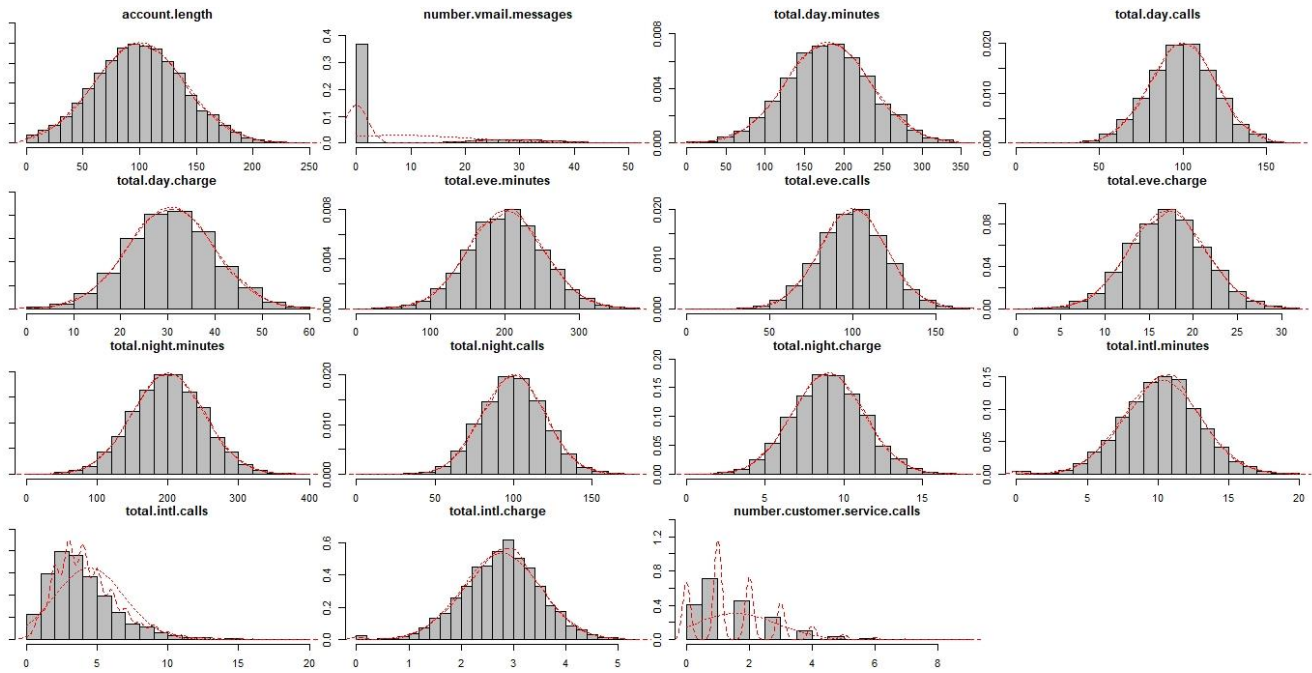 account.length
number.vmail.messages
total.day.minutes
total.day.calls
0 50 100 150 200 250
0.0 0.1 0.2 0.3 0.4
0 10 20 30 40 50
0.000 0.004 0.008
0 50 100 150 200 250 300 350
0.000 0.010 0.020
0 50 100 150
total.day.charge
total.eve.minutes
total.eve.calls
total.eve.charge
0 10 20 30 40 50 60
0.000 0.004 0.008
100 200 300
0.000 0.010 0.020
0 50 100 150
0.00 0.04 0.08
0 5 10 15 20 25 30
total.night.minutes
total.night.calls
total.night.charge
total.intl.minutes
0 100 200 300 400
0.000 0.010 0.020
50 100 150
0.00 0.05 0.10 0.15 0.20
0 5 10 15
0.00 0.05 0.10 0.15
0 5 10 15 20
total.intl.calls
total.intl.charge
number.customer.service.calls
0 5 10 15 20
0.0 0.2 0.4 0.6
0 1 2 3 4 5
0.0 0.4 0.8 1.2
0 2 4 6 8